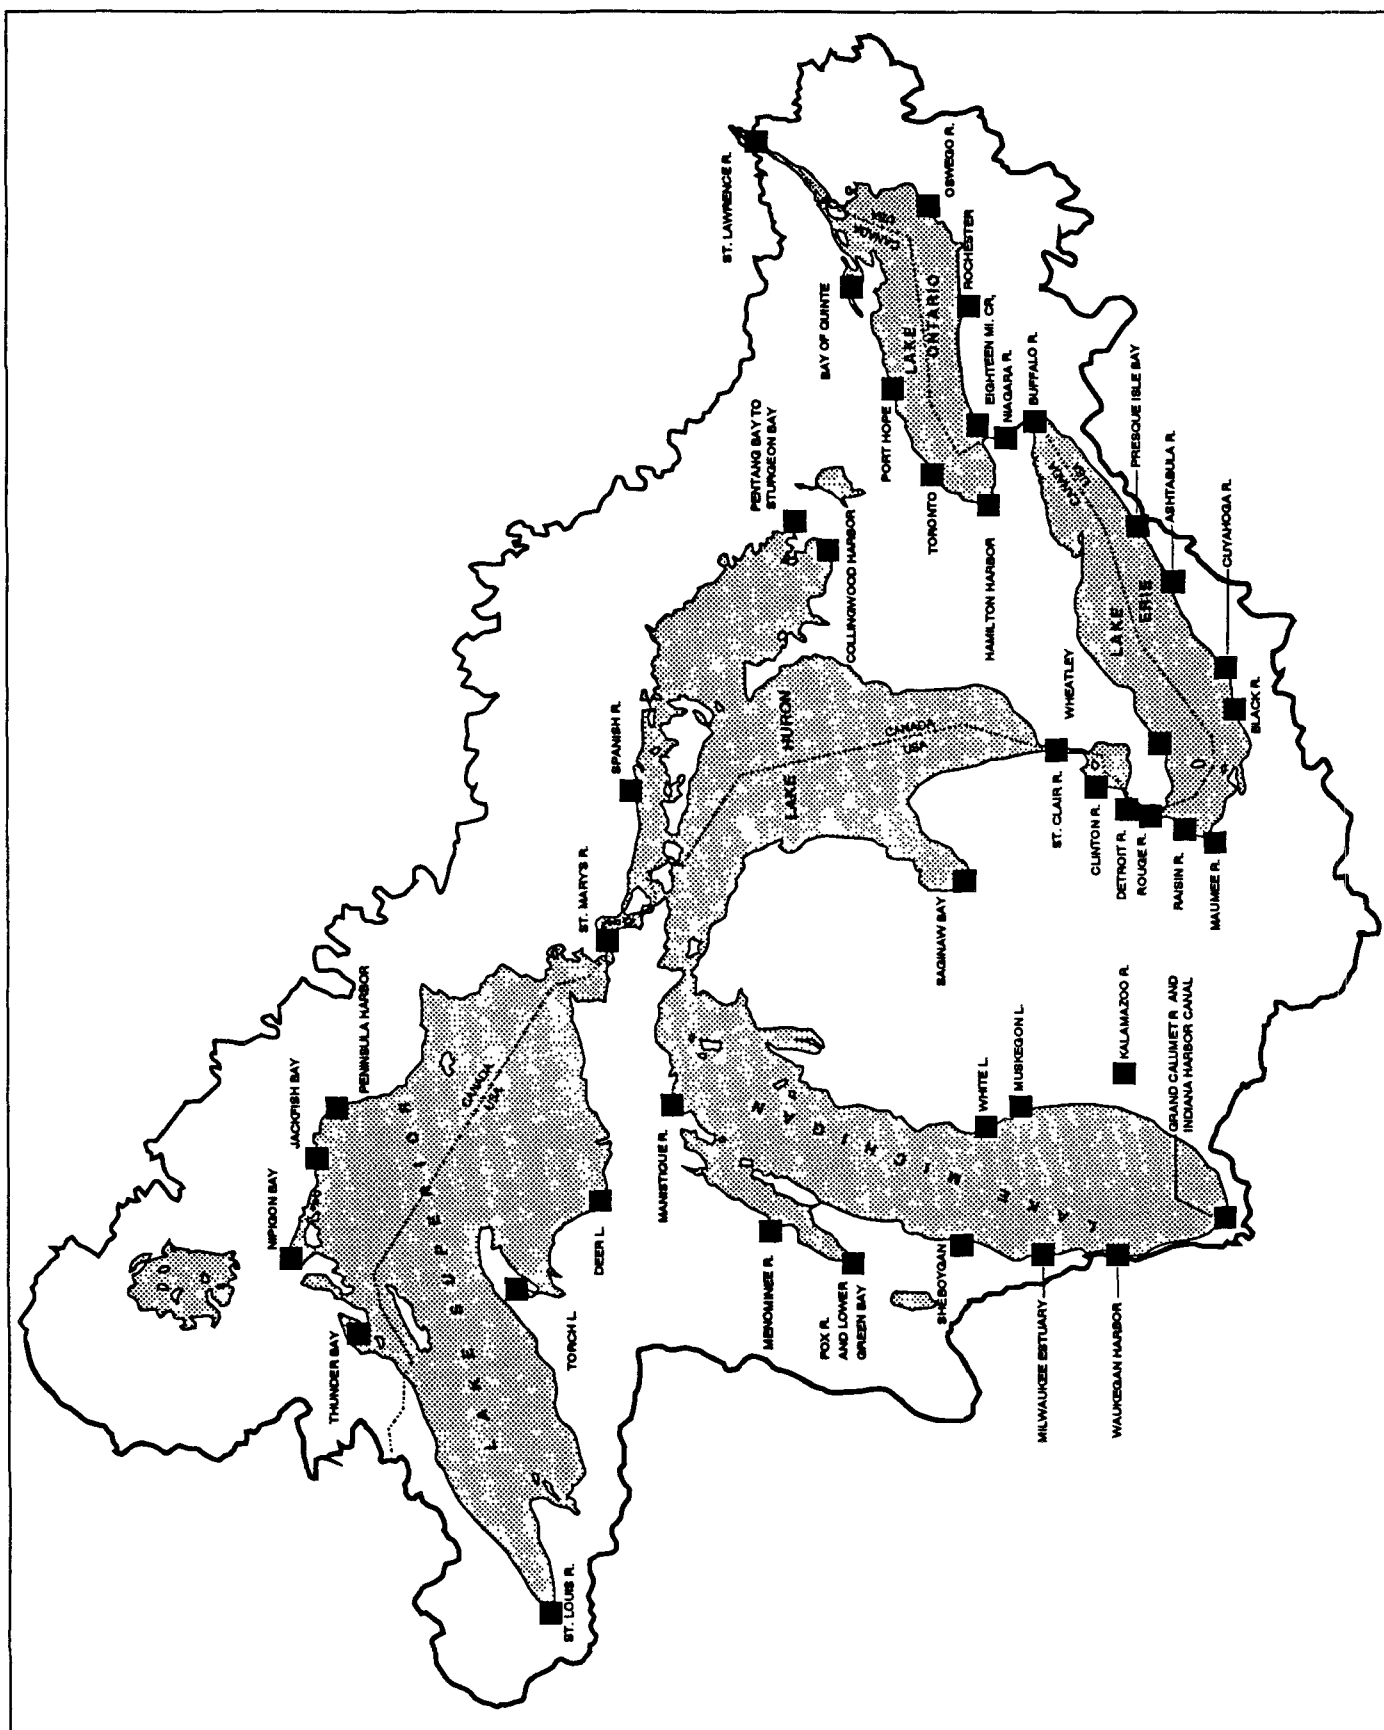 NIPIGON BAY
JACKFISH BAY
PENINSULA HARBOR
THUNDER BAY
LAKE SUPERIOR
CANADA
USA
ST. LOUIS R.
TORCH L.
DEER L.
ST. MARY'S R.
SPANISH R.
PENTANG BAY TO
STURGEON BAY
COLLINGWOOD HARBOR
LAKE HURON
CANADA
USA
SAGINAW BAY
MANISTIQUE R.
MENOMINEE R.
FOX R.
AND LOWER
GREEN BAY
SHEBOYGAN
MILWAUKEE ESTUARY
WAUKEGAN HARBOR
WHITE L.
MUSKEGON L.
KALAMAZOO R.
GRAND CALUMET R. AND
INDIANA HARBOR CANAL
ST. CLAIR R.
WHEATLEY
CLINTON R.
DETROIT R.
ROUGE R.
RAISIN R.
MAUMEE R.
BLACK R.
CUYAHOGA R.
ASHTABULA R.
PRESQUE ISLE BAY
LAKE
ERIE
CANADA
USA
BUFFALO R.
NIAGARA R.
EIGHTEEN MI. CR,
ROCHESTER
OSWEGO R.
LAKE
ONTARIO
CANADA
USA
HAMILTON HARBOR
TORONTO
PORT HOPE
BAY OF QUINTE
ST. LAWRENCE R.